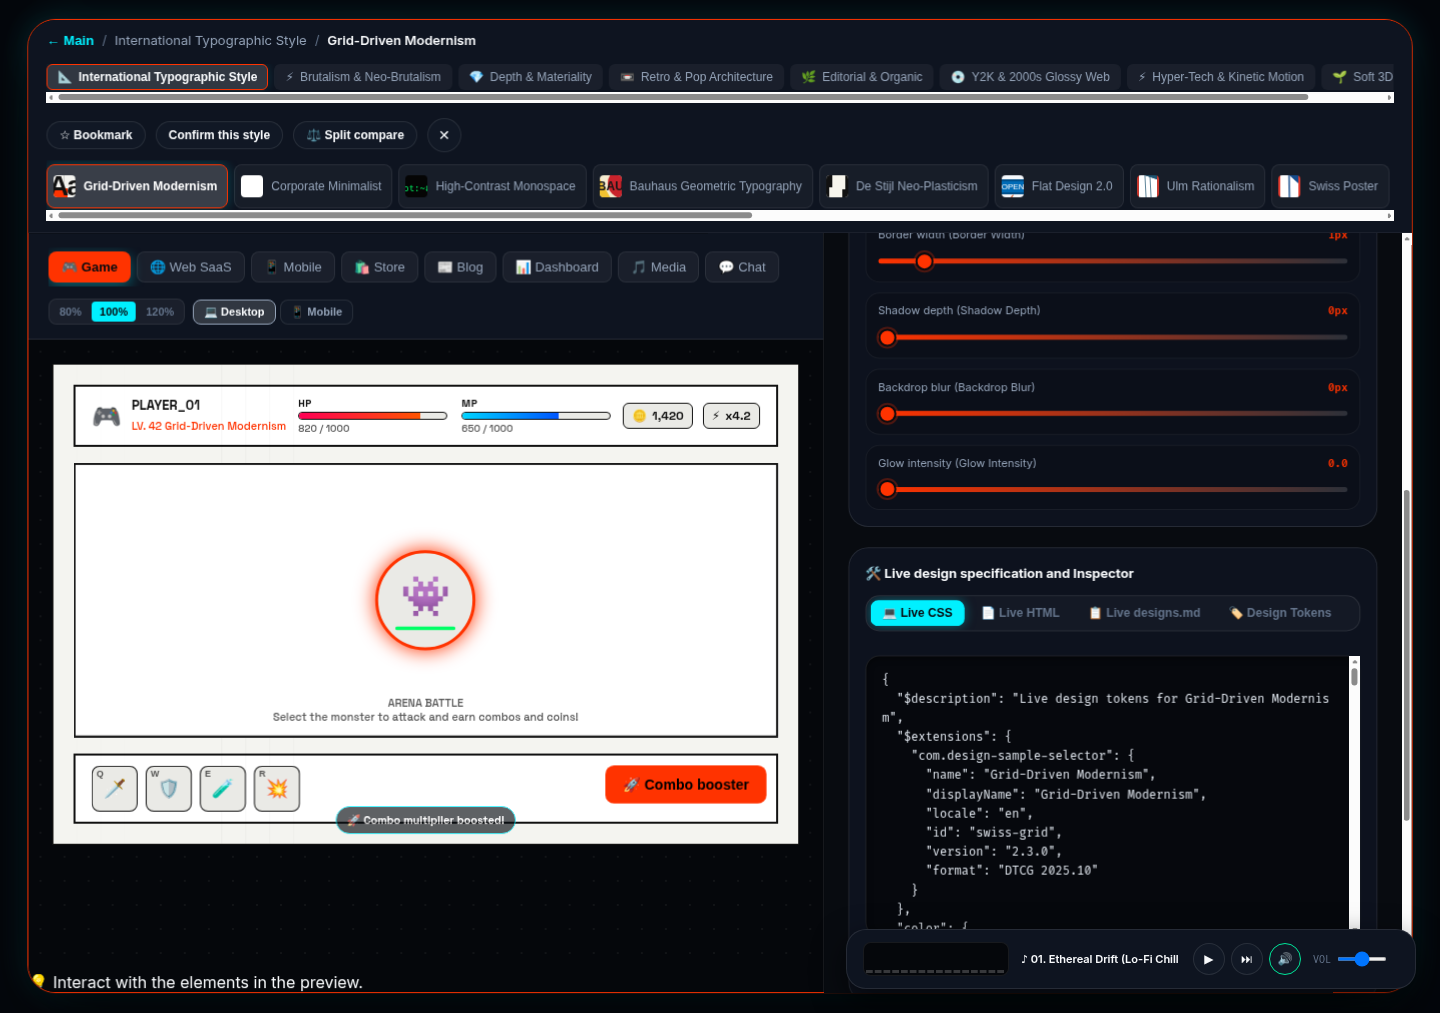 ← Main / International Typographic Style / Grid-Driven Modernism
International Typographic Style
Brutalism & Neo-Brutalism
Depth & Materiality
Retro & Pop Architecture
Editorial & Organic
Y2K & 2000s Glossy Web
Hyper-Tech & Kinetic Motion
Soft 3D
☆ Bookmark
Confirm this style
Split compare
✕
Aa
Grid-Driven Modernism
Corporate Minimalist
High-Contrast Monospace
BAU
Bauhaus Geometric Typography
De Stijl Neo-Plasticism
OPEN
Flat Design 2.0
Ulm Rationalism
Swiss Poster
Game
Web SaaS
Mobile
Store
Blog
Dashboard
Media
Chat
80%
100%
120%
Desktop
Mobile
PLAYER_01
LV. 42 Grid-Driven Modernism
HP
820 / 1000
MP
650 / 1000
1,420
x4.2
ARENA BATTLE
Select the monster to attack and earn combos and coins!
Q
W
E
R
Combo booster
Combo multiplier boosted!
Interact with the elements in the preview.
Border width (Border Width)
1px
Shadow depth (Shadow Depth)
0px
Backdrop blur (Backdrop Blur)
0px
Glow intensity (Glow Intensity)
0.0
Live design specification and Inspector
Live CSS
Live HTML
Live designs.md
Design Tokens
{
"$description": "Live design tokens for Grid-Driven Modernis
m",
"$extensions": {
"com.design-sample-selector": {
"name": "Grid-Driven Modernism",
"displayName": "Grid-Driven Modernism",
"locale": "en",
"id": "swiss-grid",
"version": "2.3.0",
"format": "DTCG 2025.10"
}
},
"color": {
♪ 01. Ethereal Drift (Lo-Fi Chill
VOL